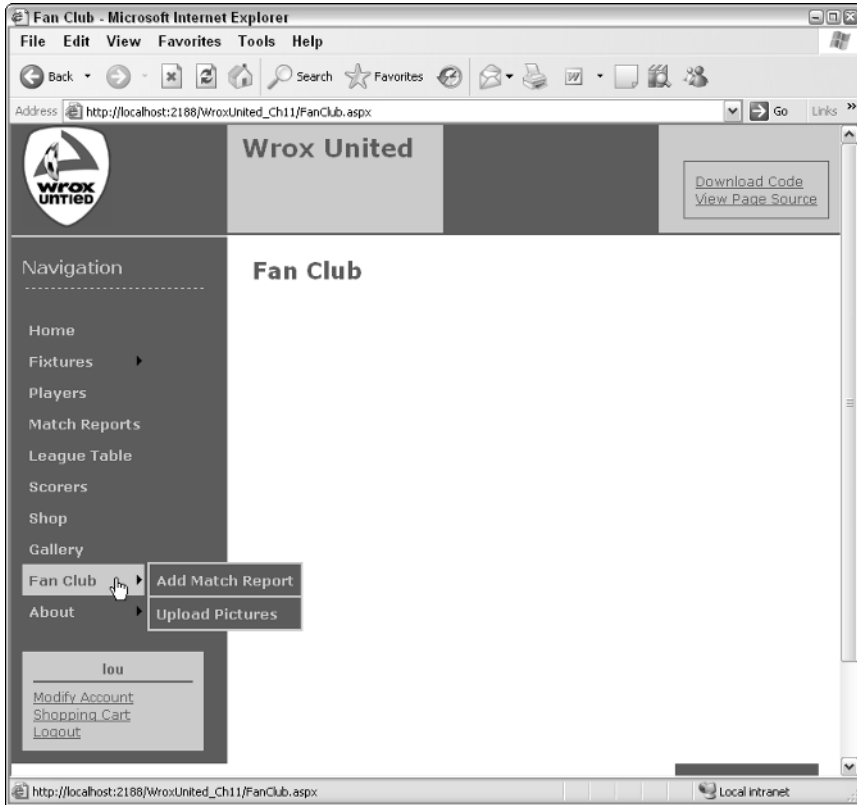 Fan Club - Microsoft Internet Explorer
File Edit View Favorites Tools Help
Back Search Favorites
Address http://localhost:2188/WroxUnited_Ch11/FanClub.aspx Go Links »
wrox
UNTIED
Wrox United
Download Code
View Page Source
Navigation
Fan Club
Home
Fixtures
Players
Match Reports
League Table
Scorers
Shop
Gallery
Fan Club
Add Match Report
About
Upload Pictures
lou
Modify Account
Shopping Cart
Logout
http://localhost:2188/WroxUnited_Ch11/FanClub.aspx Local intranet